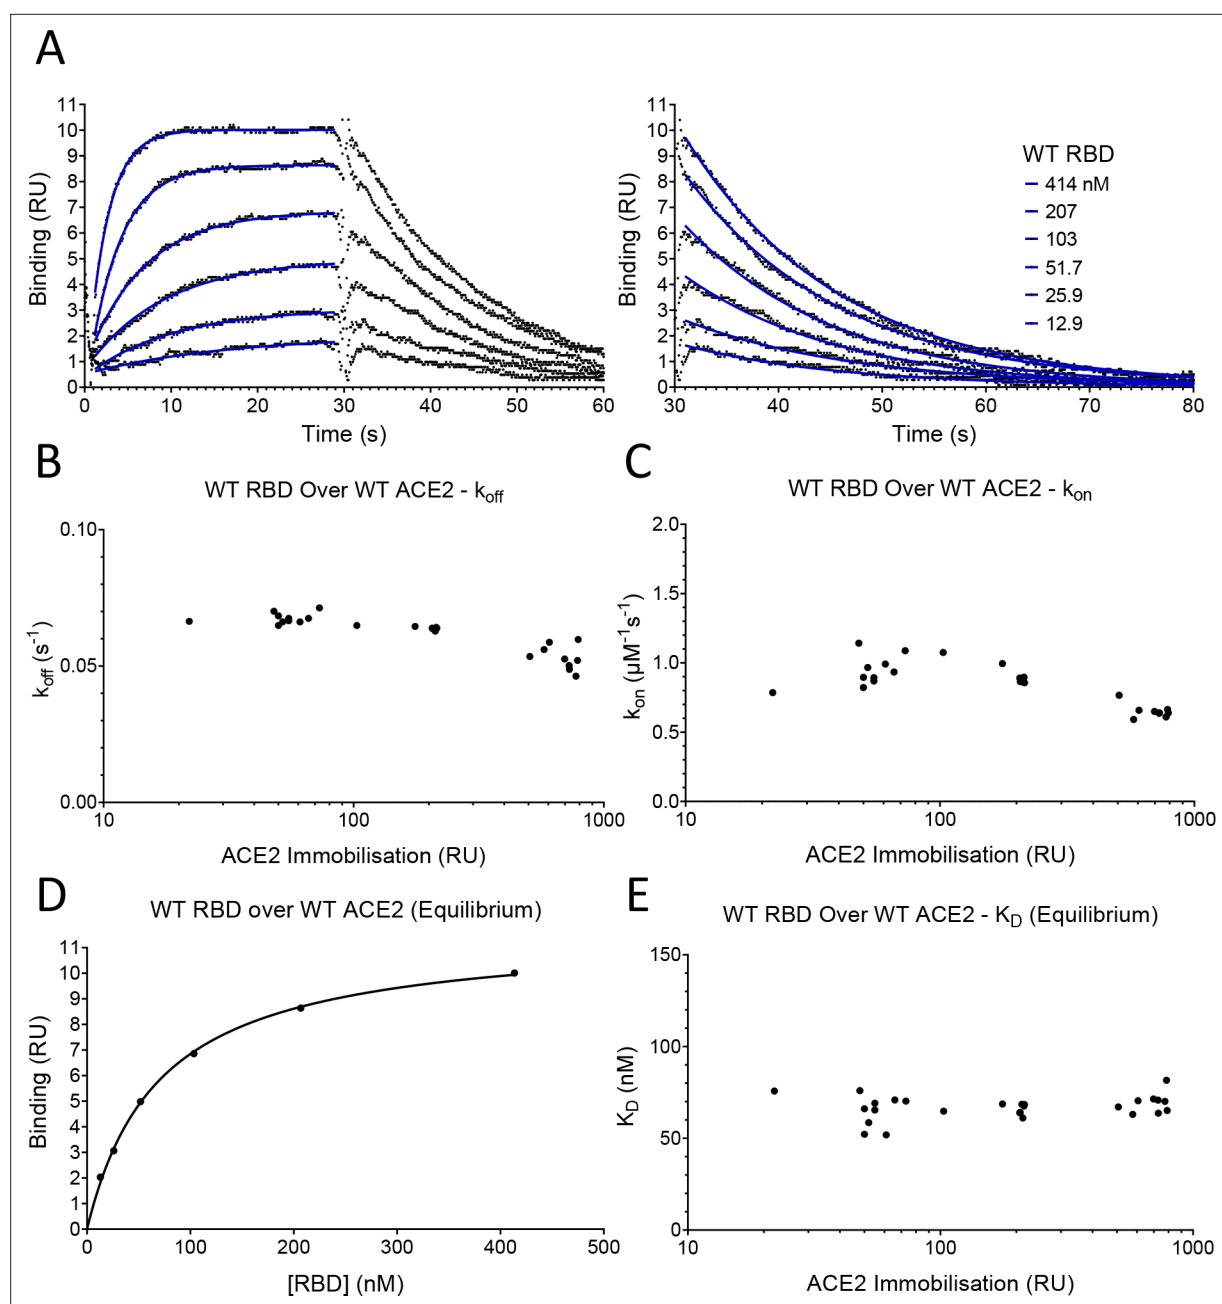 A
11
10
9
8
7
6
5
4
3
2
1
0
Binding (RU)
0 10 20 30 40 50 60
Time (s)
11
10
9
8
7
6
5
4
3
2
1
0
Binding (RU)
30 40 50 60 70 80
Time (s)
WT RBD
414 nM
207
103
51.7
25.9
12.9
B
WT RBD Over WT ACE2 - koff
0.10
0.05
0.00
koff (s-1)
10 100 1000
ACE2 Immobilisation (RU)
C
WT RBD Over WT ACE2 - kon
2.0
1.5
1.0
0.5
0.0
kon (µM-1s-1)
10 100 1000
ACE2 Immobilisation (RU)
D
WT RBD over WT ACE2 (Equilibrium)
11
10
9
8
7
6
5
4
3
2
1
0
Binding (RU)
0 100 200 300 400 500
[RBD] (nM)
E
WT RBD Over WT ACE2 - KD (Equilibrium)
150
100
50
0
KD (nM)
10 100 1000
ACE2 Immobilisation (RU)